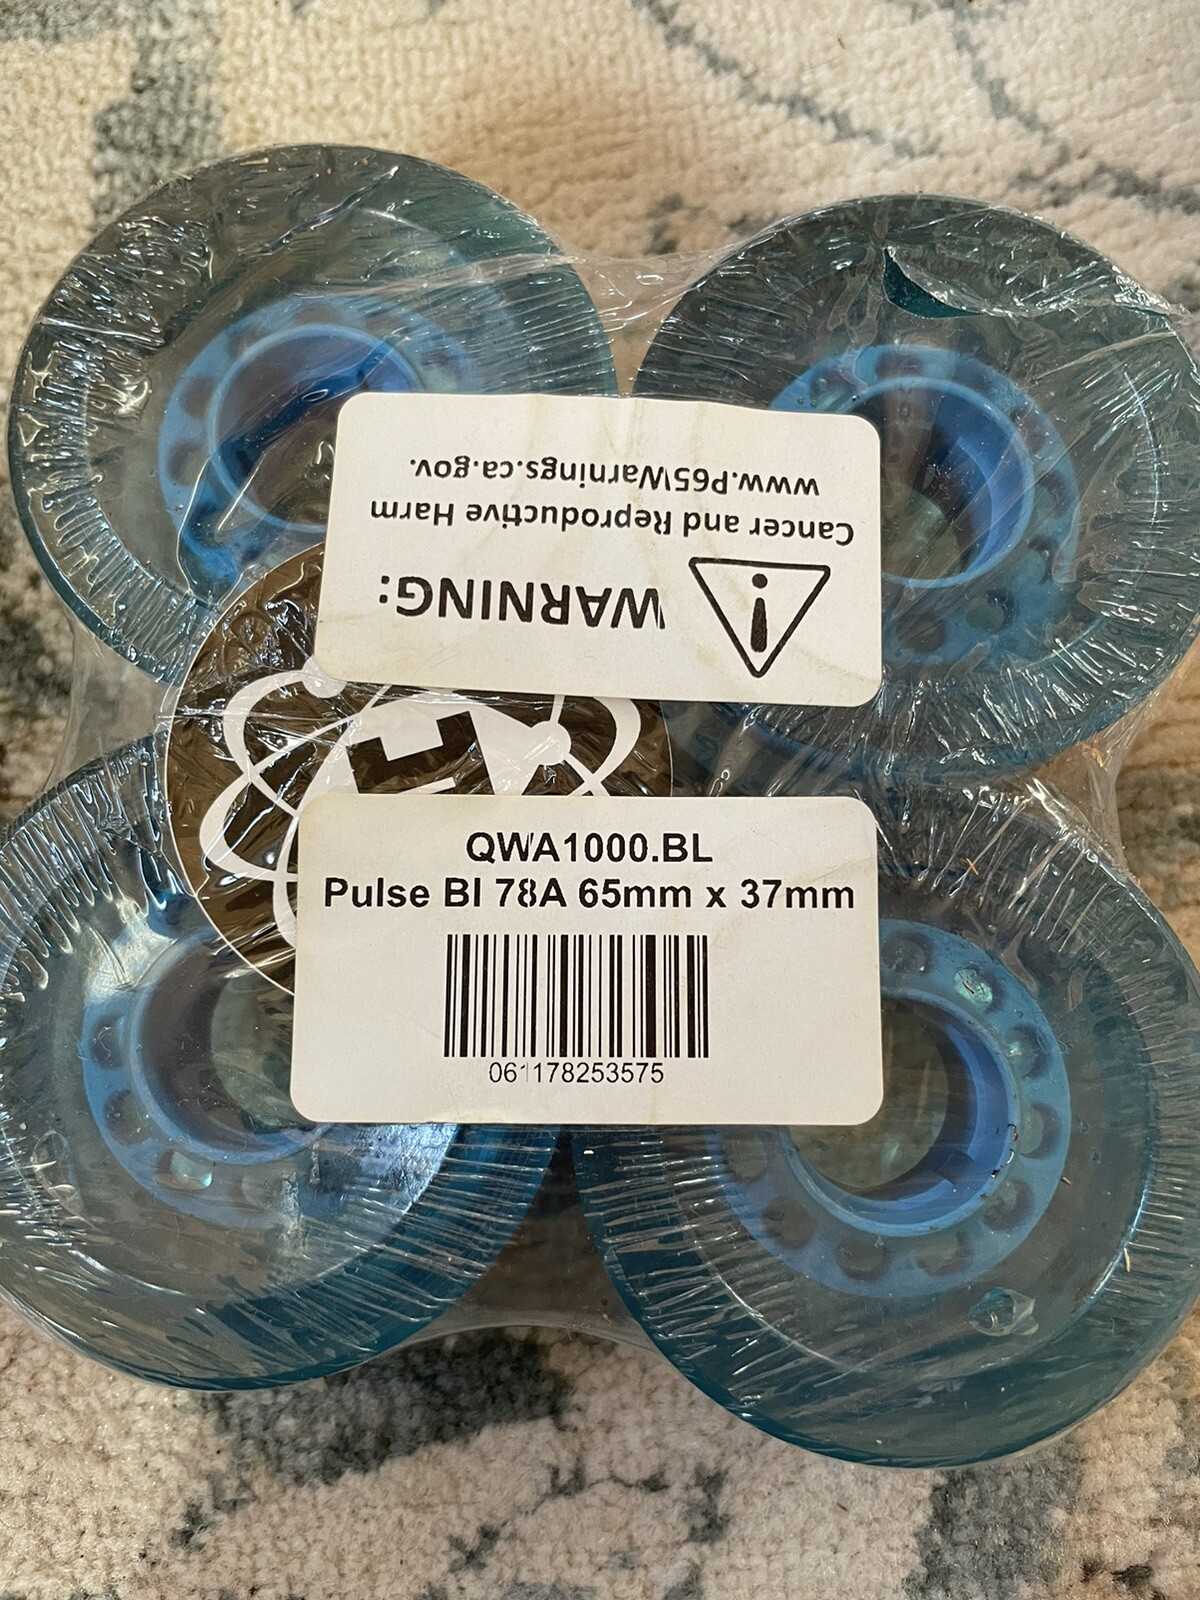 WARNING:
Cancer and Reproductive Harm
www.P65Warnings.ca.gov.
QWA1000.BL
Pulse Bl 78A 65mm x 37mm
061178253575